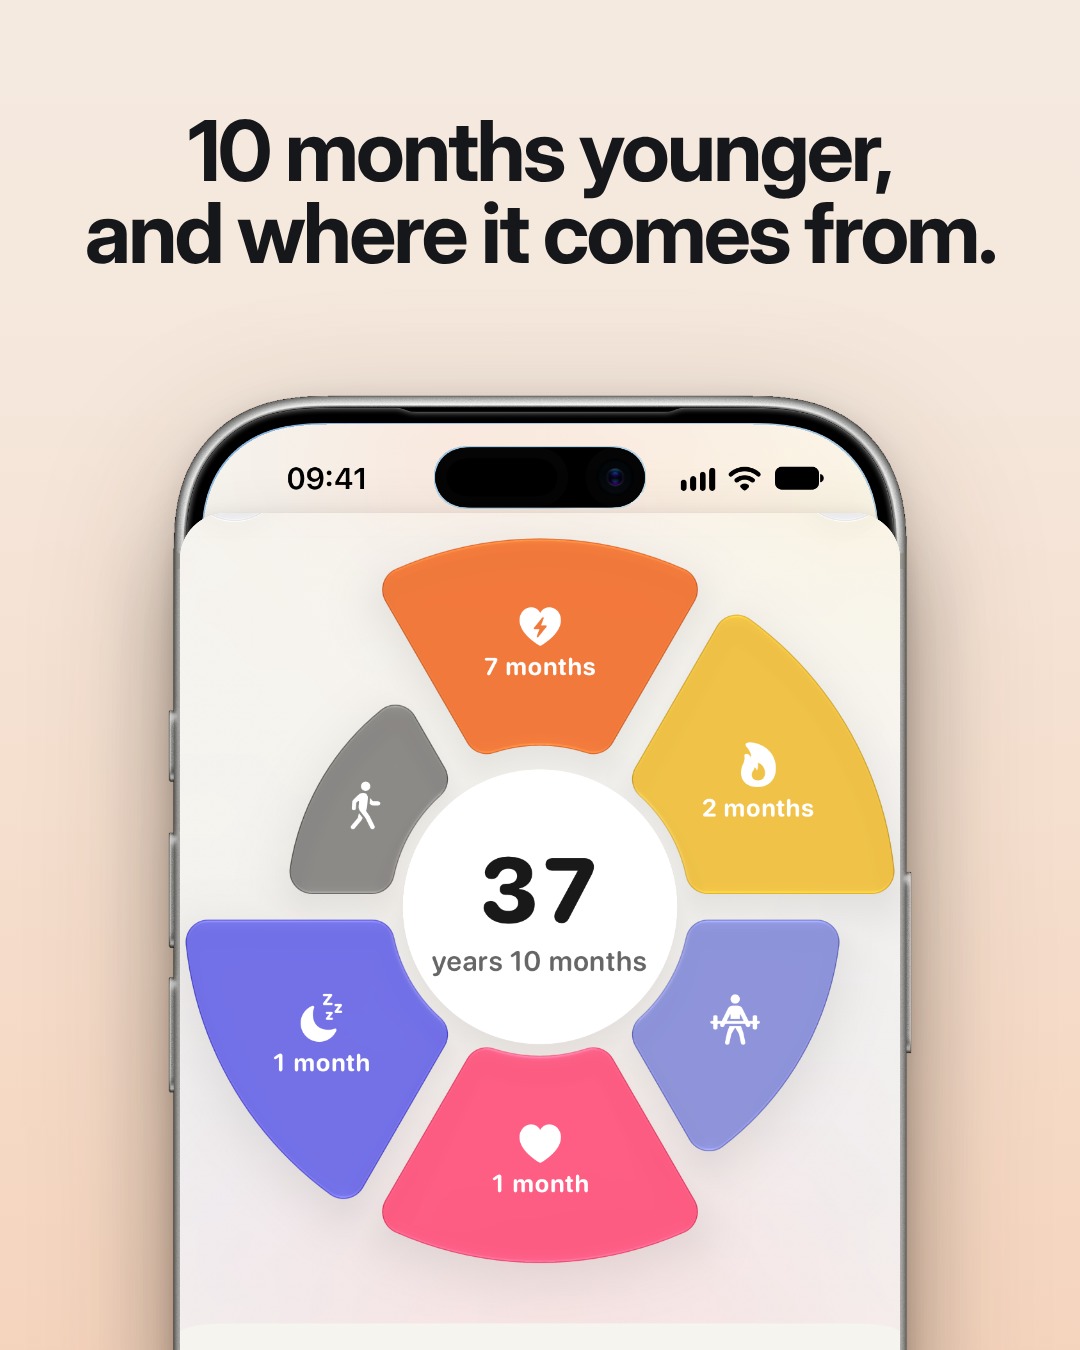 10 months younger,
and where it comes from.
09:41
7 months
2 months
37
years 10 months
zzz
1 month
1 month